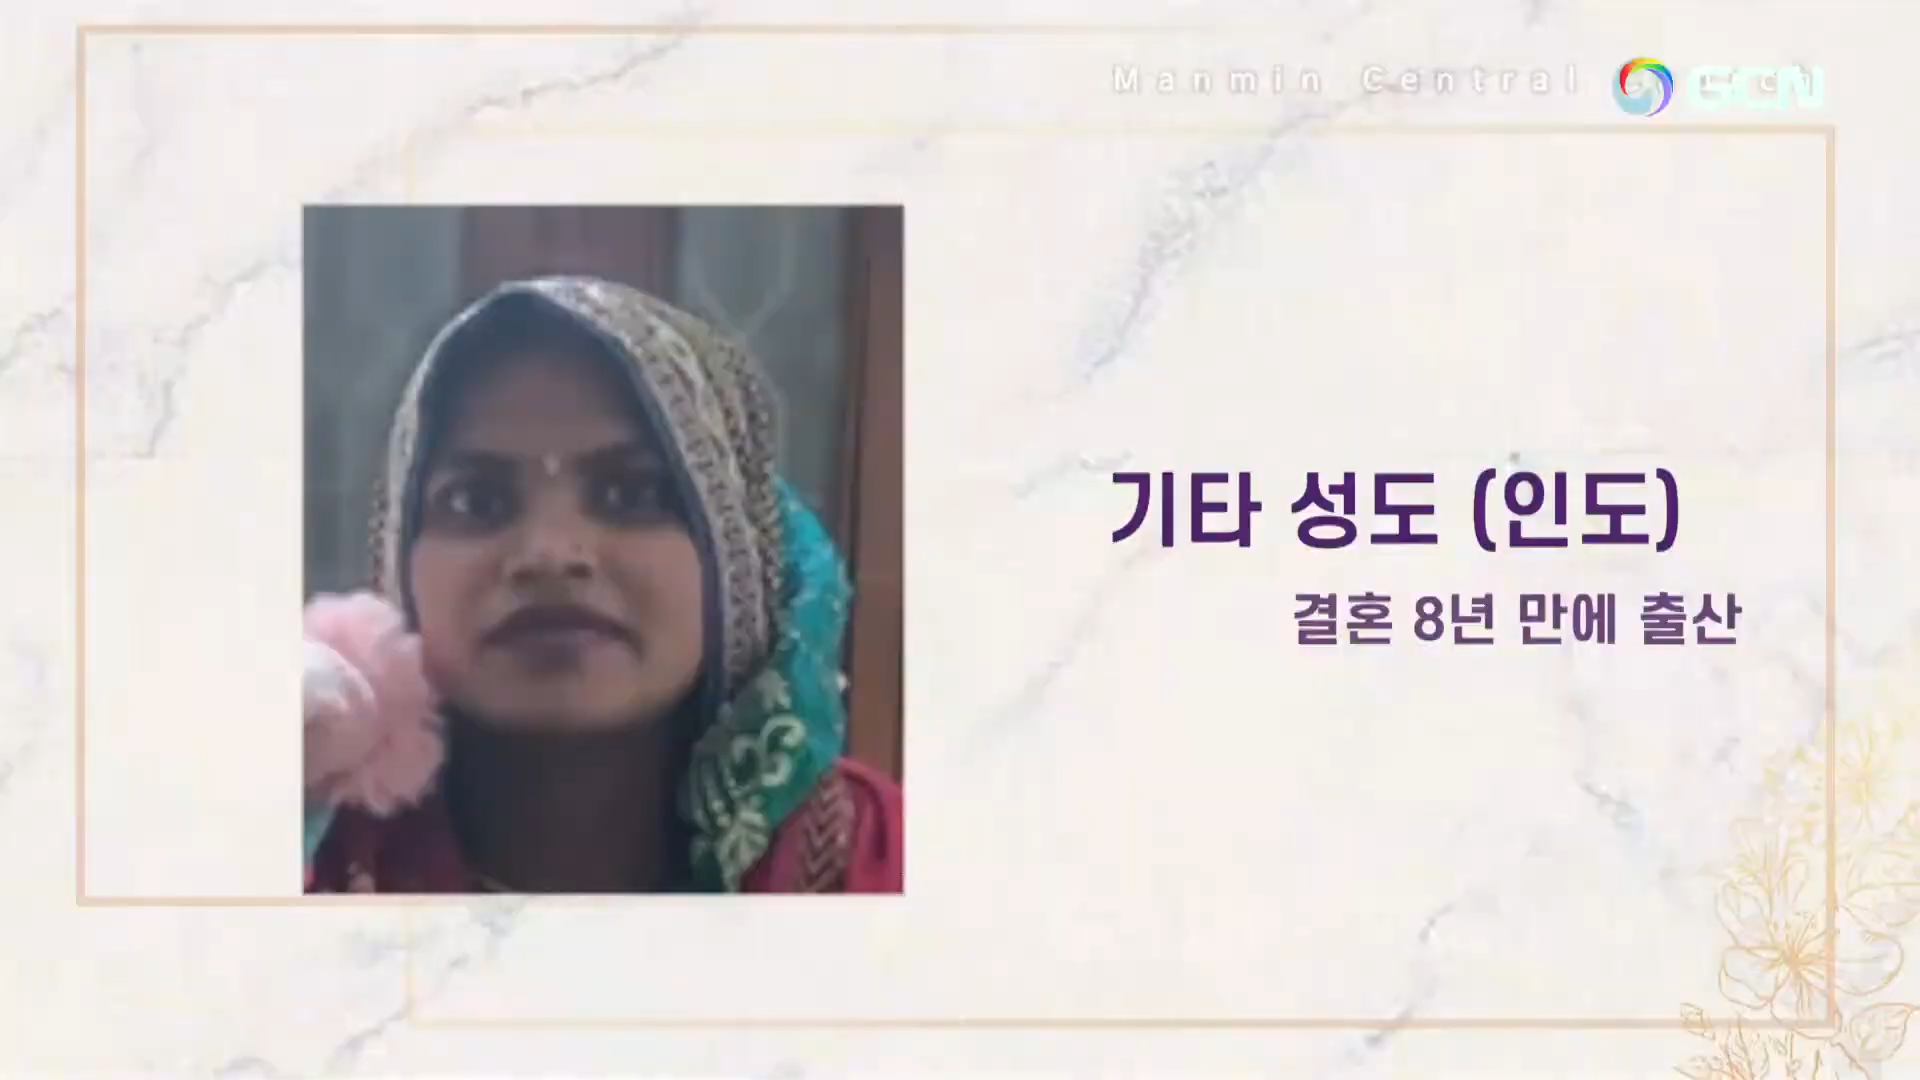 Manmin Central
GCN
기타 성도 (인도)
결혼 8년 만에 출산